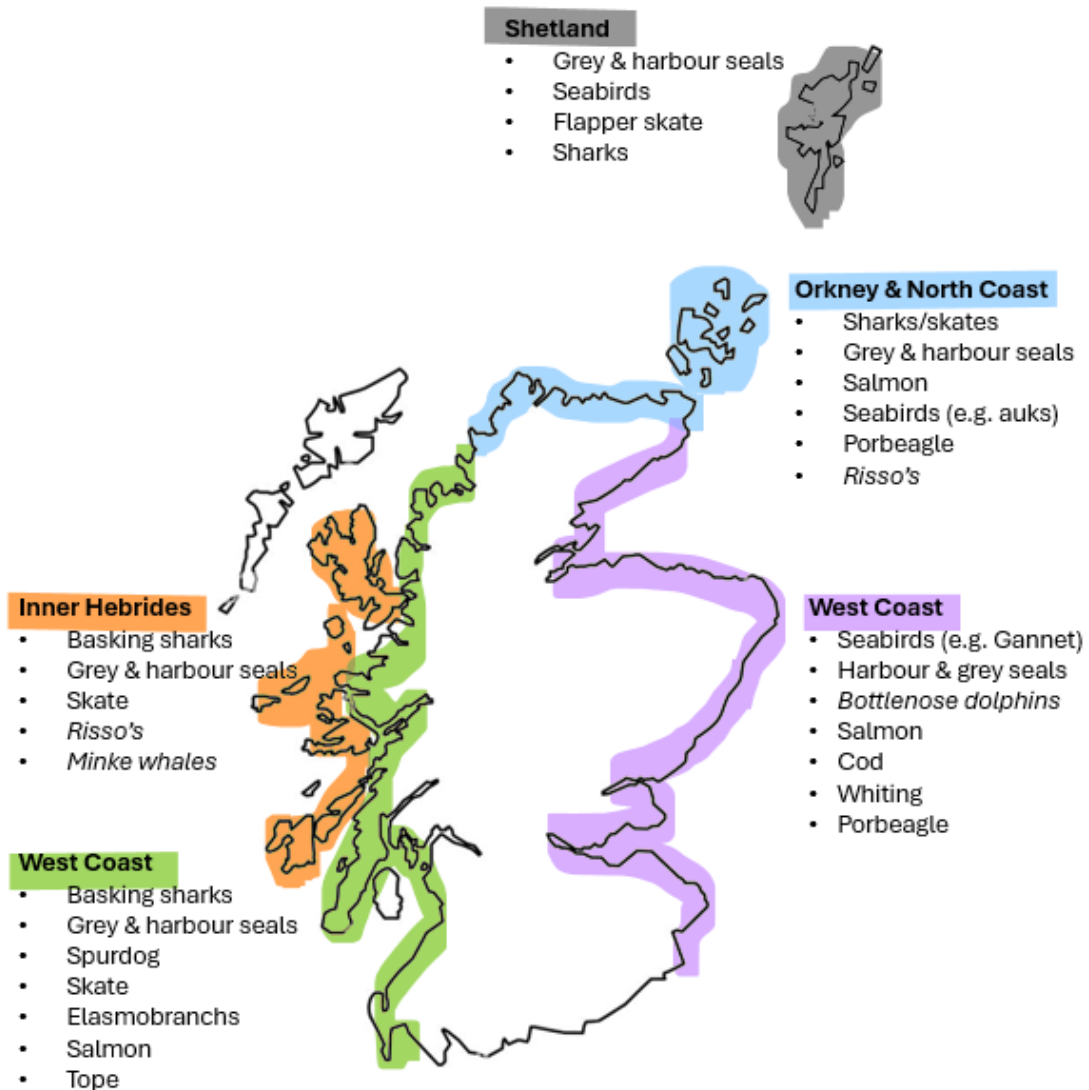 Shetland
• Grey & harbour seals
• Seabirds
• Flapper skate
• Sharks
Orkney & North Coast
• Sharks/skates
• Grey & harbour seals
• Salmon
• Seabirds (e.g. auks)
• Porbeagle
• Risso's
Inner Hebrides
• Basking sharks
• Grey & harbour seals
• Skate
• Risso's
• Minke whales
West Coast
• Seabirds (e.g. Gannet)
• Harbour & grey seals
• Bottlenose dolphins
• Salmon
• Cod
• Whiting
• Porbeagle
West Coast
• Basking sharks
• Grey & harbour seals
• Spurdog
• Skate
• Elasmobranchs
• Salmon
• Tope